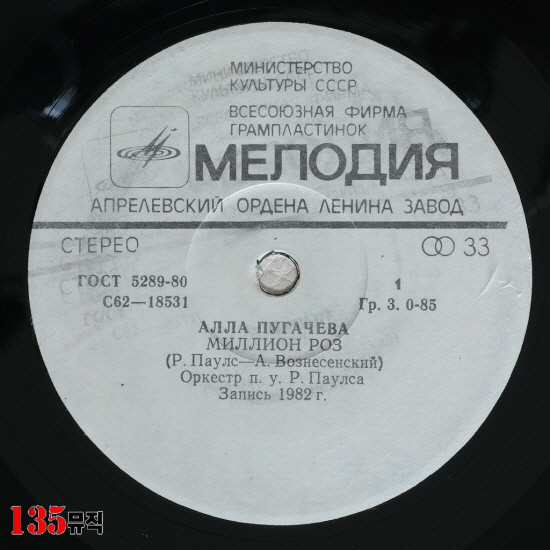 МИНИСТЕРСТВО
КУЛЬТУРЫ СССР
ВСЕСОЮЗНАЯ ФИРМА
ГРАМПЛАСТИНОК
МЕЛОДИЯ
АПРЕЛЕВСКИЙ ОРДЕНА ЛЕНИНА ЗАВОД
СТЕРЕО 33
ГОСТ 5289-80 1
С62—18531 Гр. 3. 0-85
АЛЛА ПУГАЧЕВА
МИЛЛИОН РОЗ
(Р. Паулс—А. Вознесенский)
Оркестр п. у. Р. Паулса
Запись 1982 г.
135뮤직